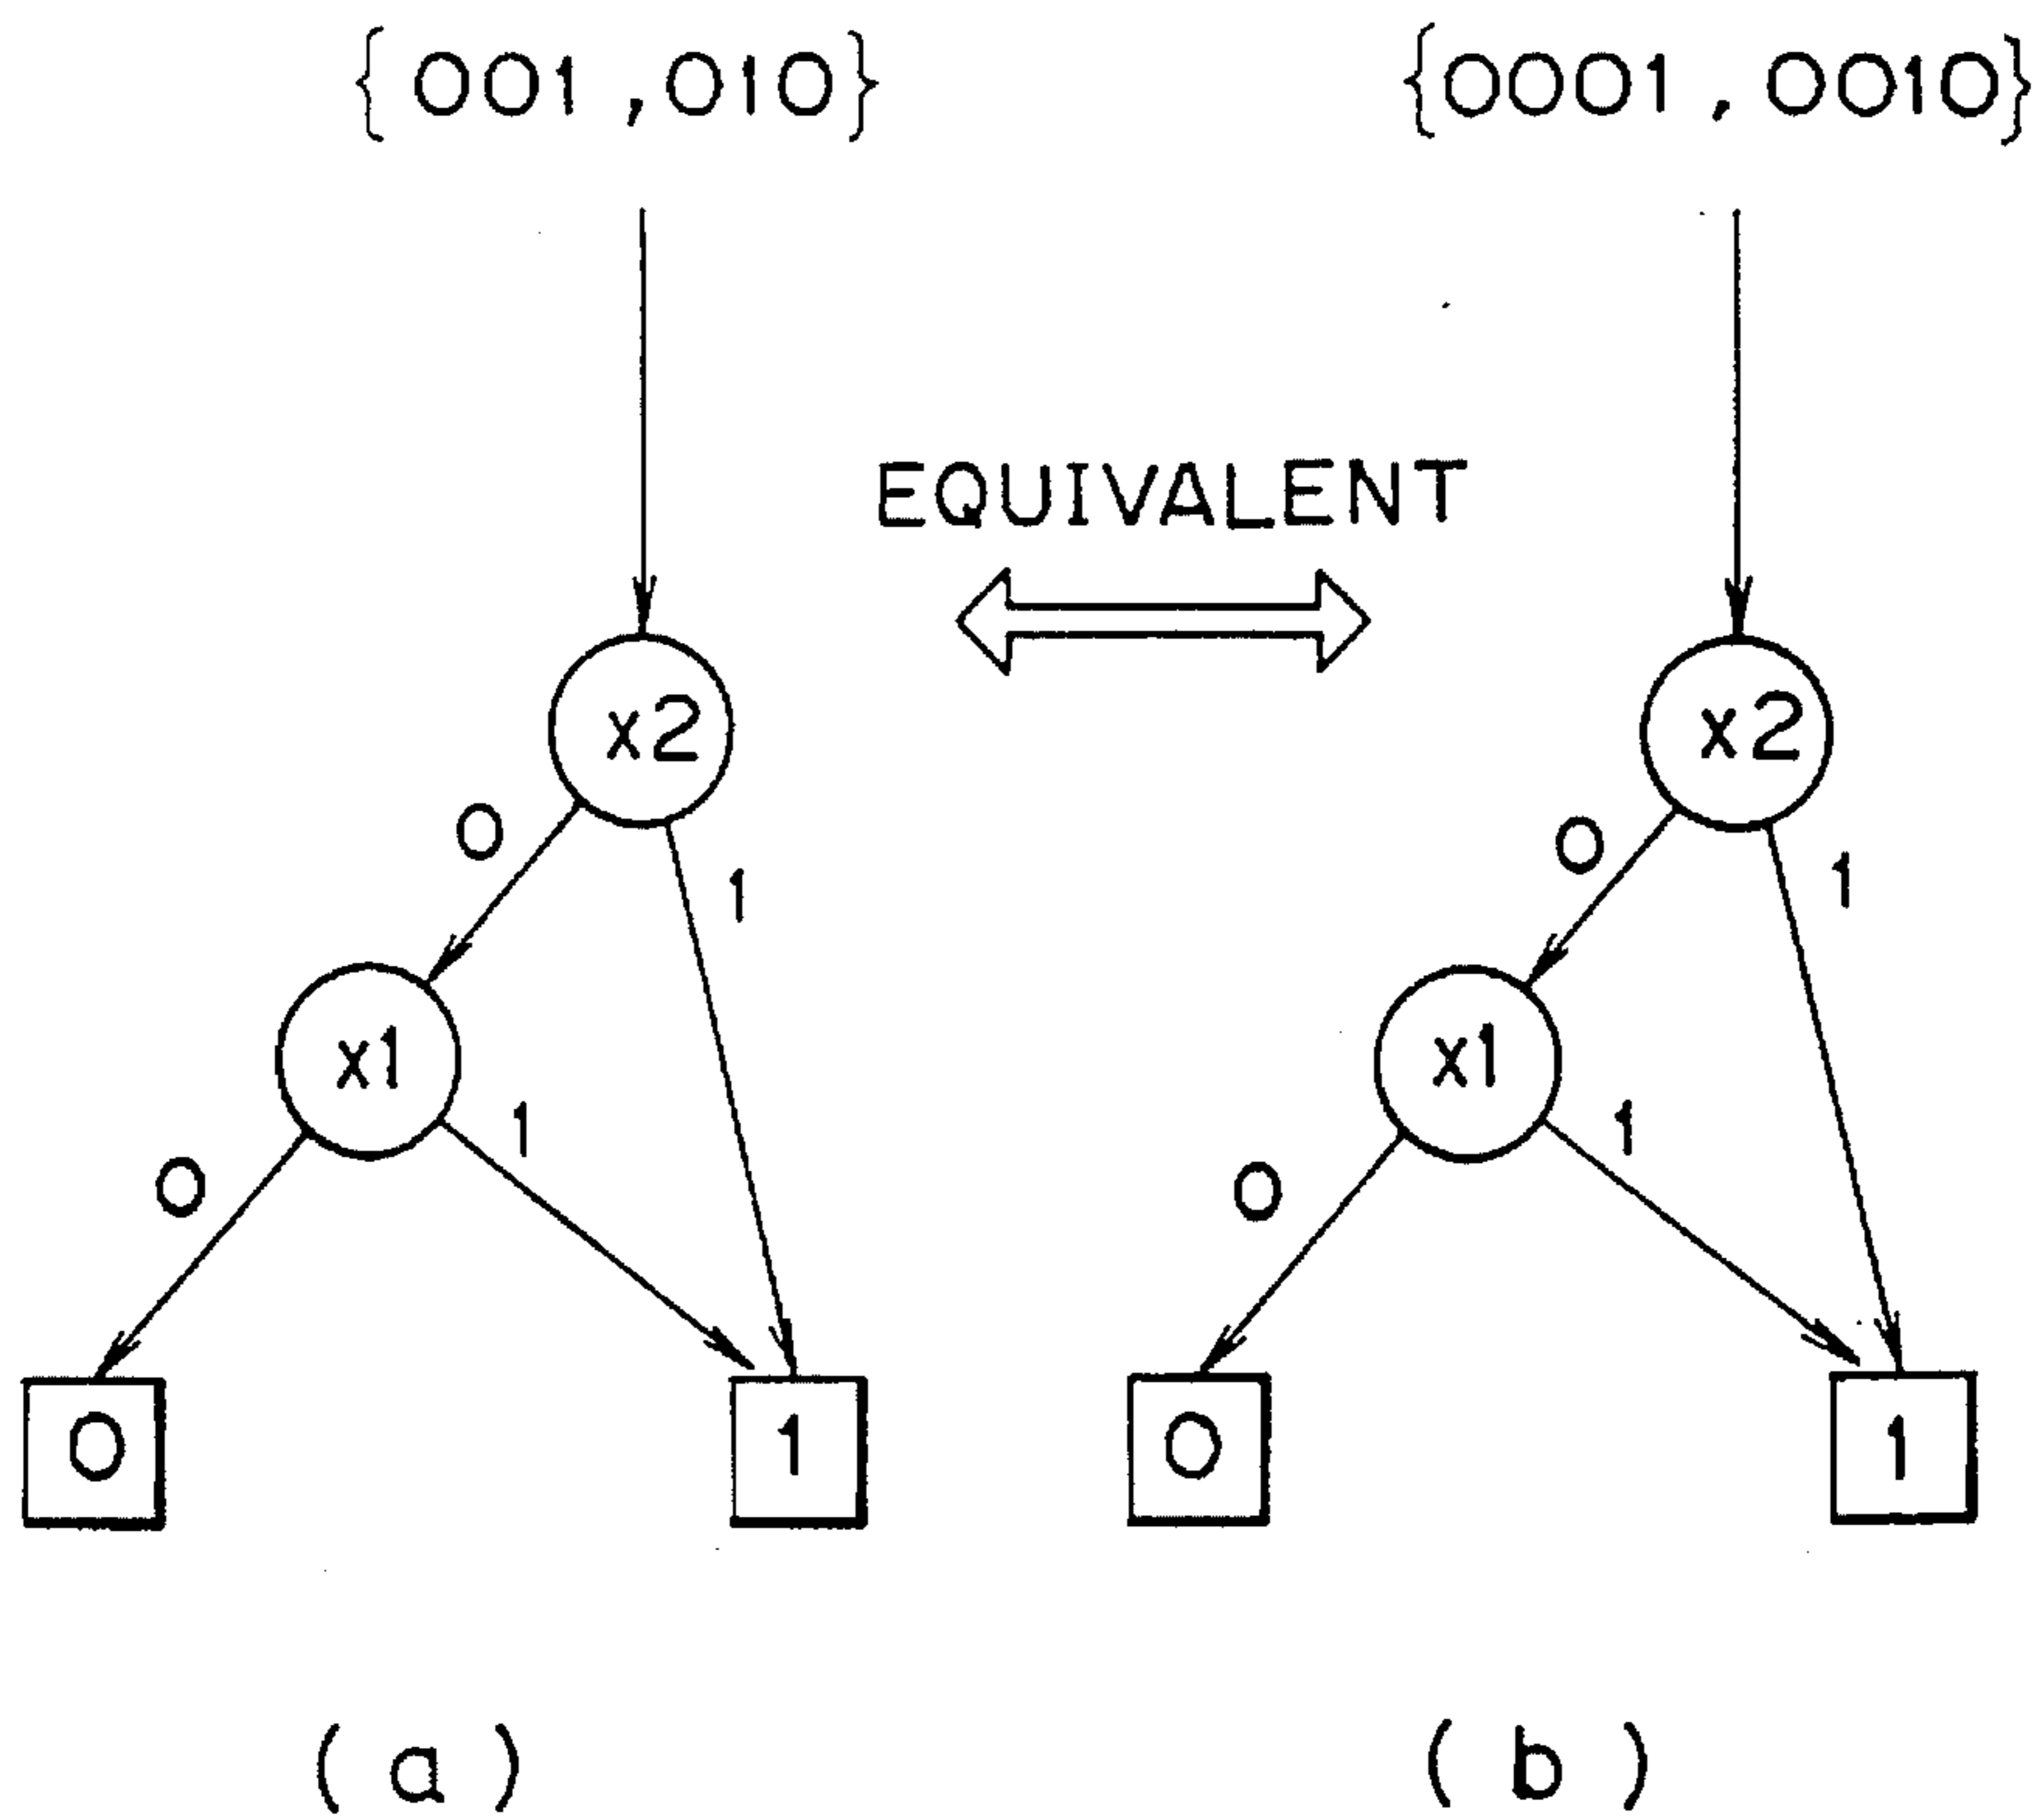 {001,010} {0001,0010}
EQUIVALENT
x2 x2
0 0
1 1
x1 x1
1 1
0 0
0 1 0 1
(a) (b)